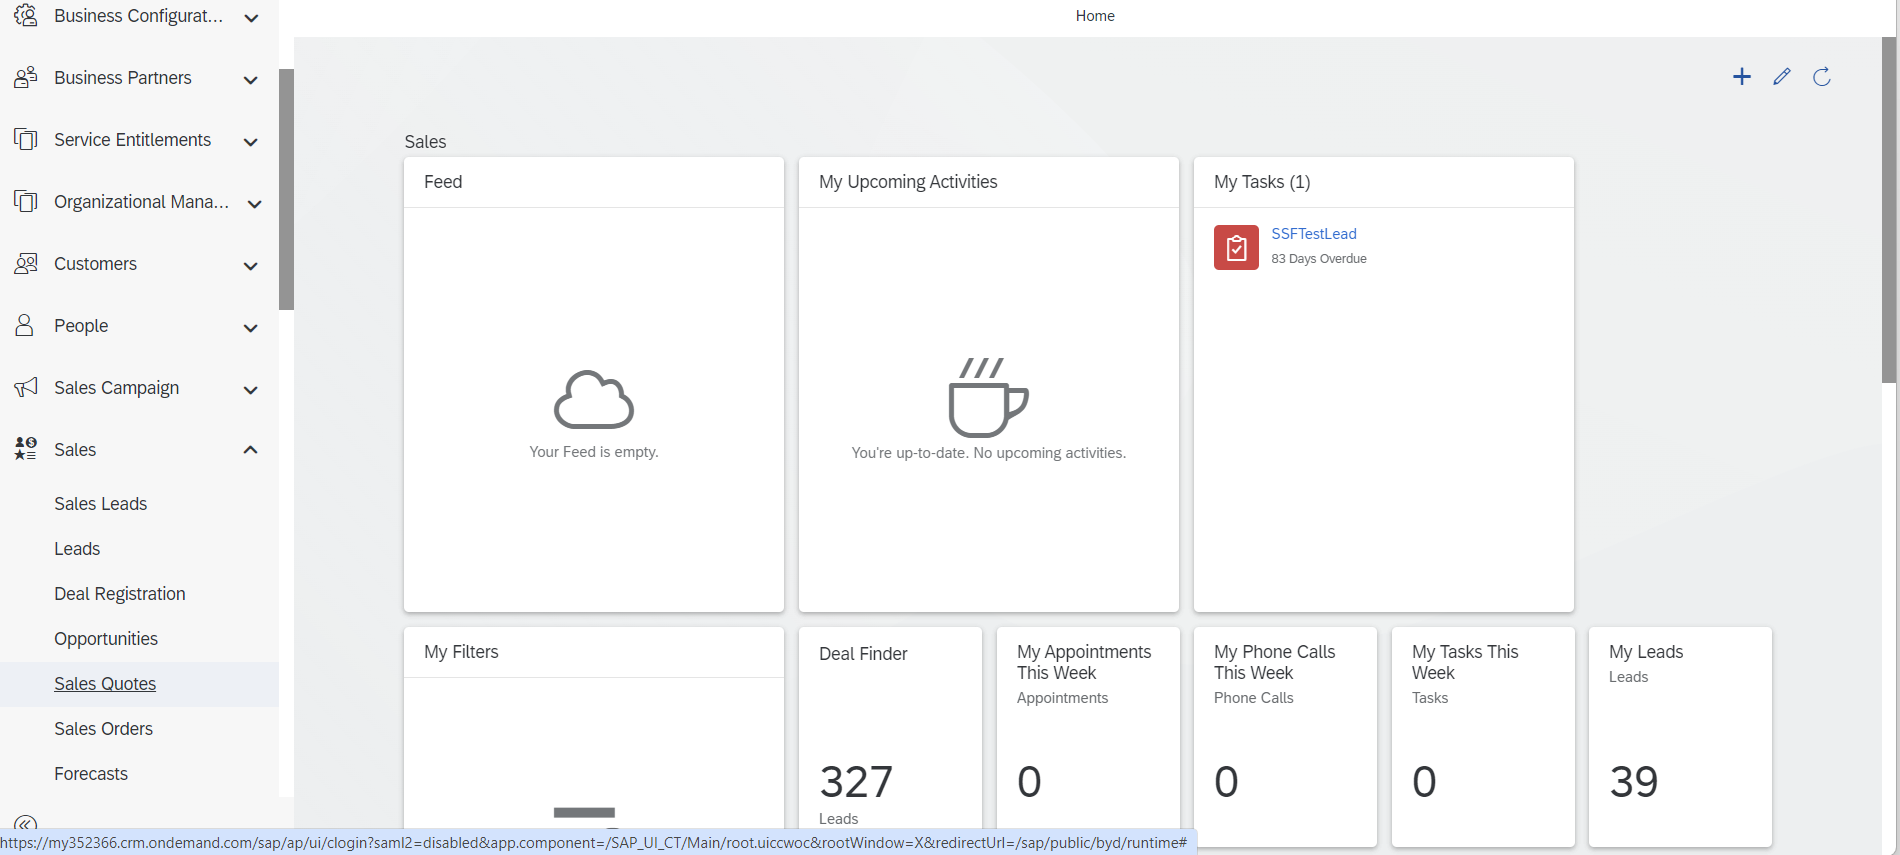 Business Configurat...
Business Partners
Service Entitlements
Organizational Mana...
Customers
People
Sales Campaign
Sales
Sales Leads
Leads
Deal Registration
Opportunities
Sales Quotes
Sales Orders
Forecasts
Home
Sales
Feed
Your Feed is empty.
My Upcoming Activities
You're up-to-date. No upcoming activities.
My Tasks (1)
SSFTestLead
83 Days Overdue
My Filters
Deal Finder
327
Leads
My Appointments
This Week
Appointments
0
My Phone Calls
This Week
Phone Calls
0
My Tasks This
Week
Tasks
0
My Leads
Leads
39
https://my352366.crm.ondemand.com/sap/ap/ui/clogin?saml2=disabled&app.component=/SAP_UI_CT/Main/root.uiccwoc&rootWindow=X&redirectUrl=/sap/public/byd/runtime#